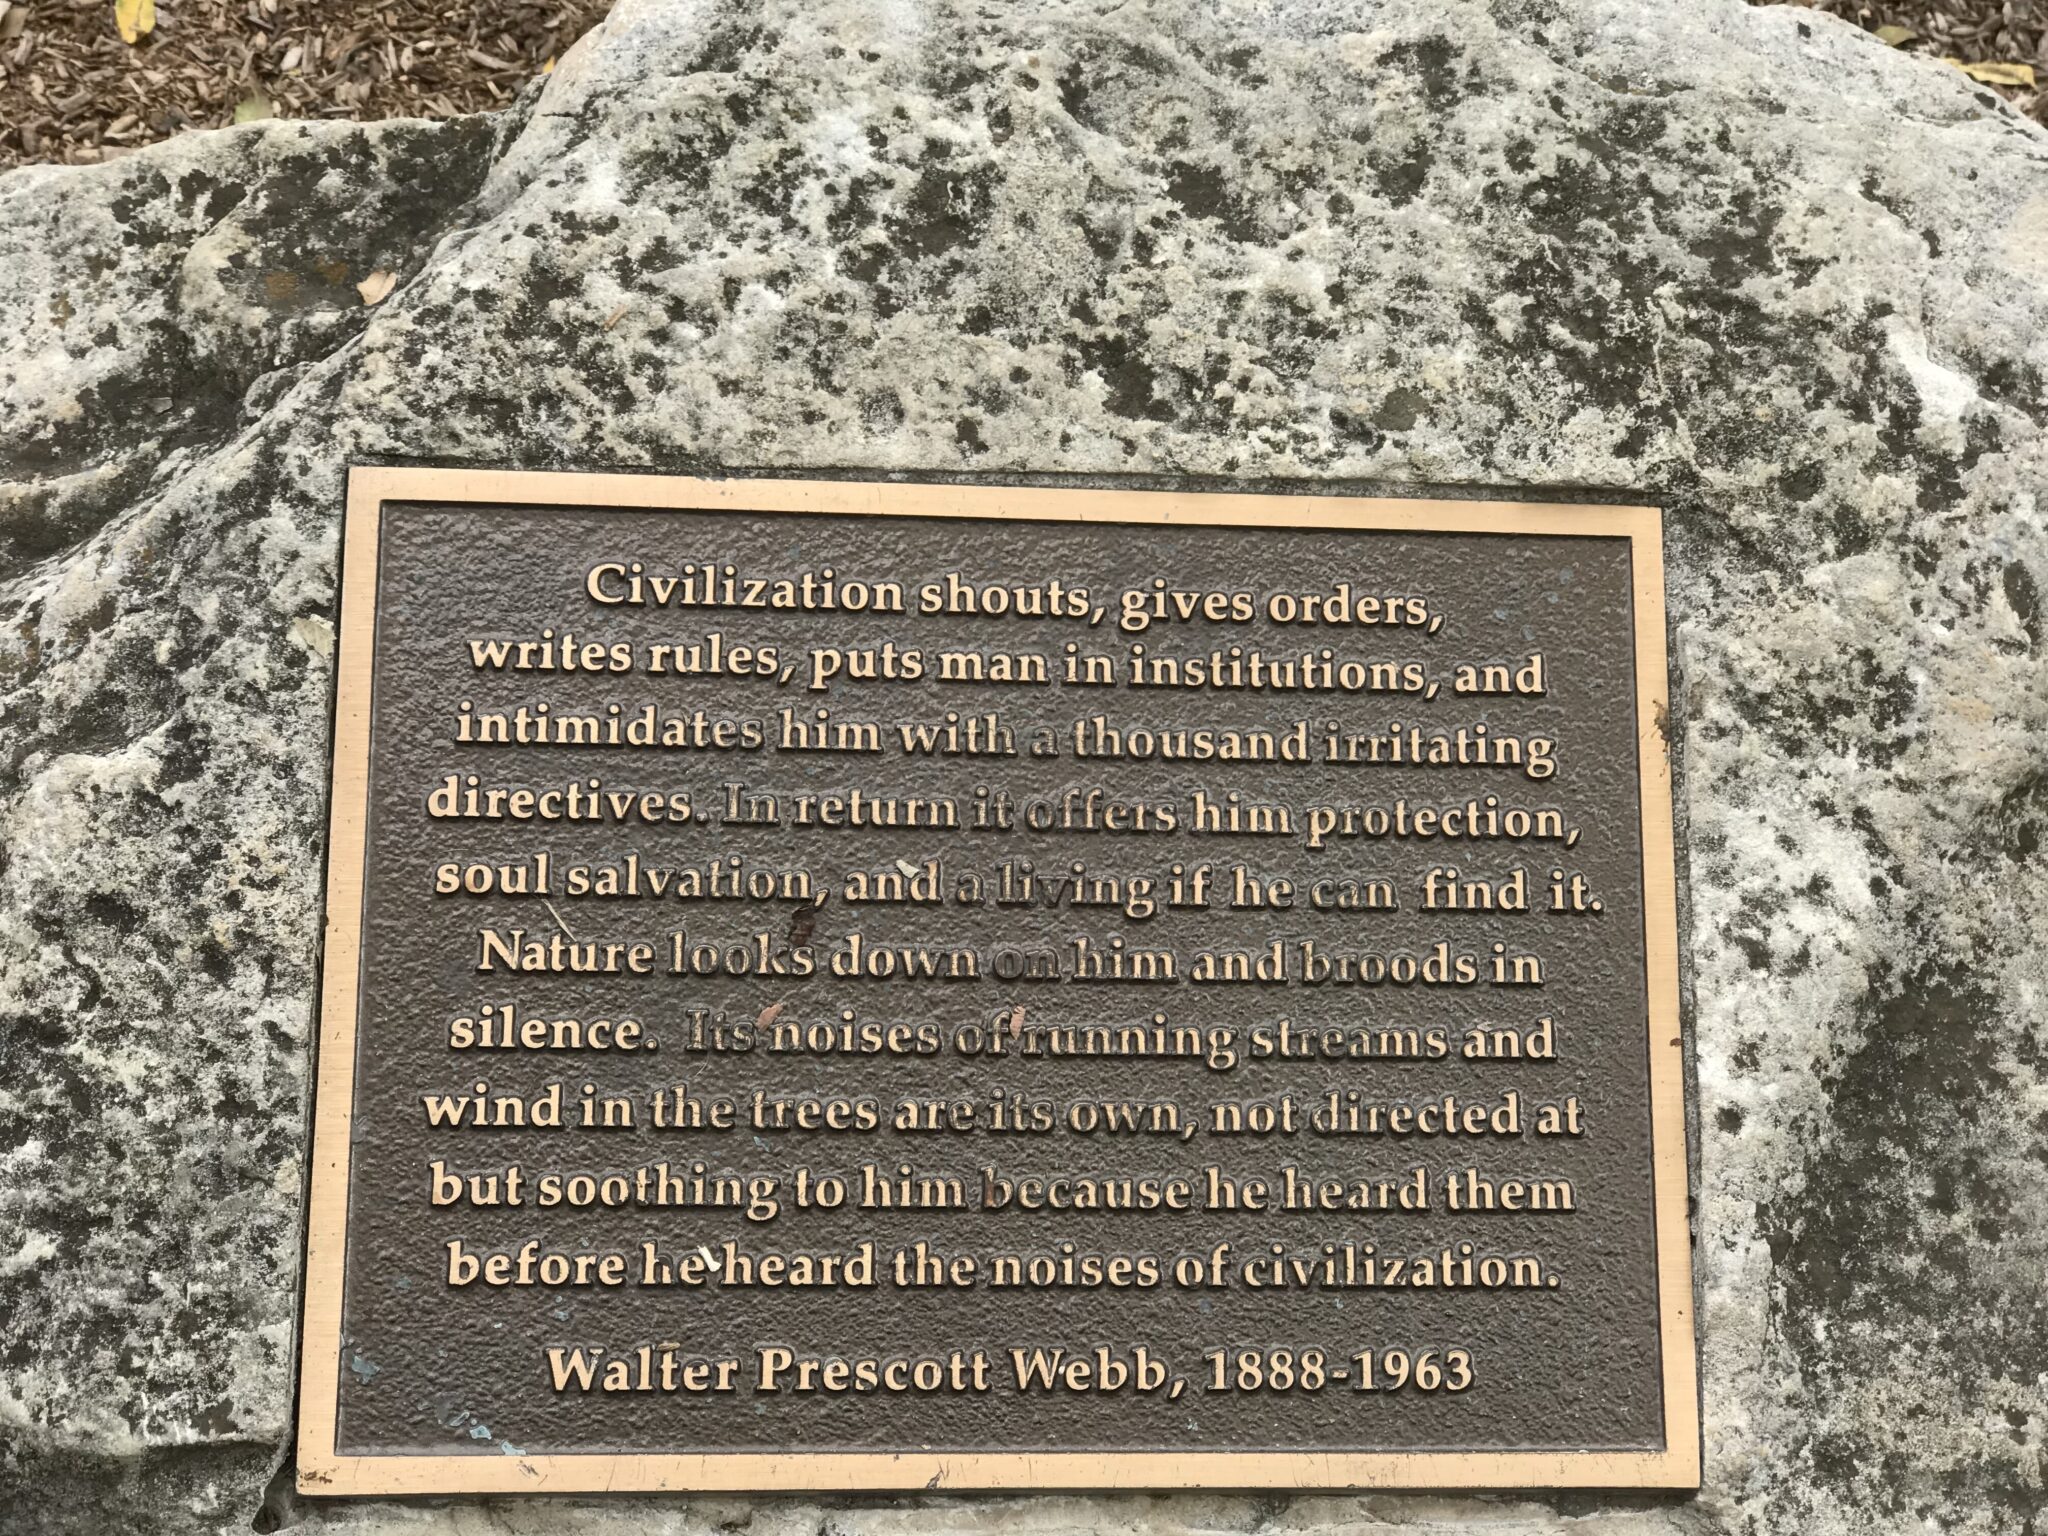 Civilization shouts, gives orders,
writes rules, puts man in institutions, and
intimidates him with a thousand irritating
directives. In return it offers him protection,
soul salvation, and a living if he can find it.
Nature looks down on him and broods in
silence. Its noises of running streams and
wind in the trees are its own, not directed at
but soothing to him because he heard them
before he heard the noises of civilization.
Walter Prescott Webb, 1888-1963